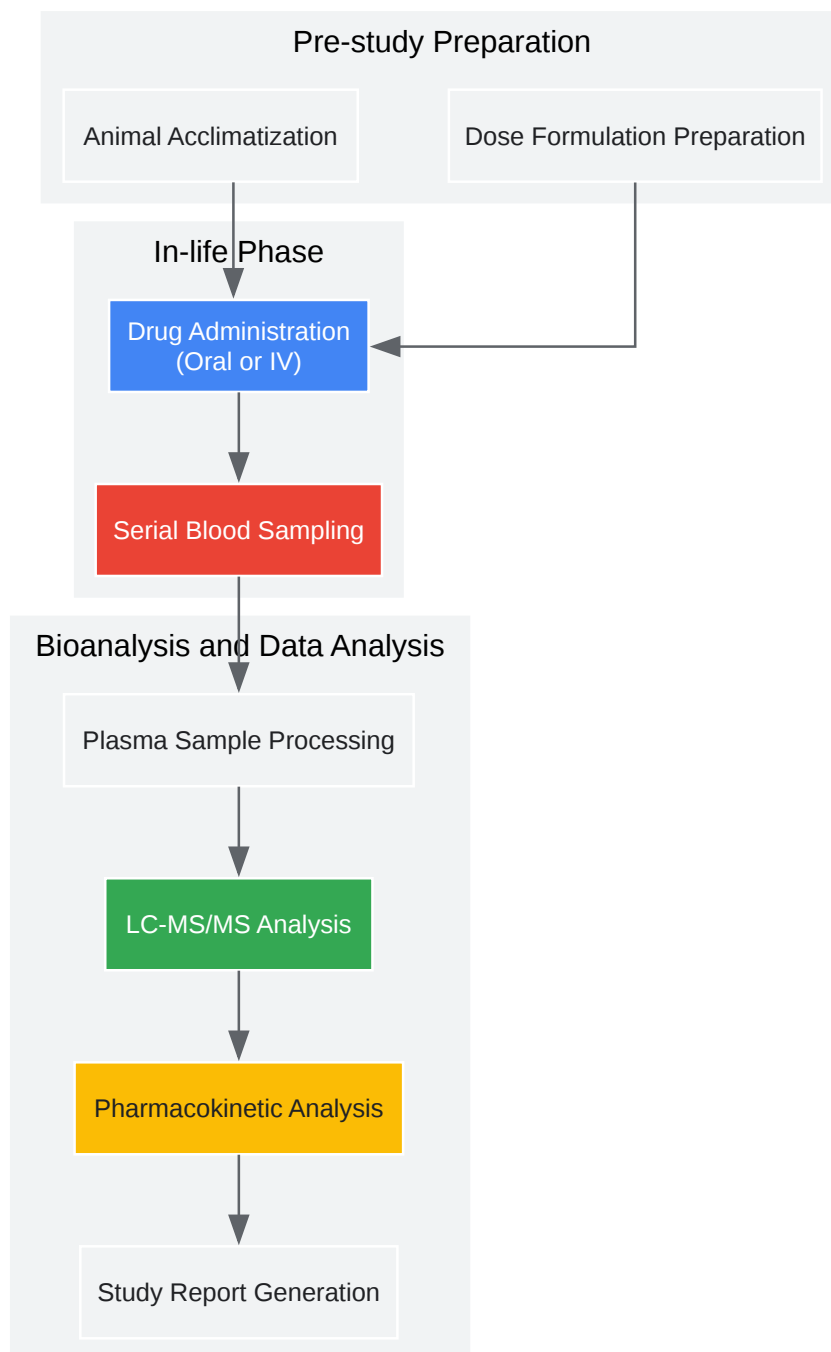 Pre-study Preparation
Animal Acclimatization
Dose Formulation Preparation
In-life Phase
Drug Administration
(Oral or IV)
Serial Blood Sampling
Bioanalysis and Data Analysis
Plasma Sample Processing
LC-MS/MS Analysis
Pharmacokinetic Analysis
Study Report Generation